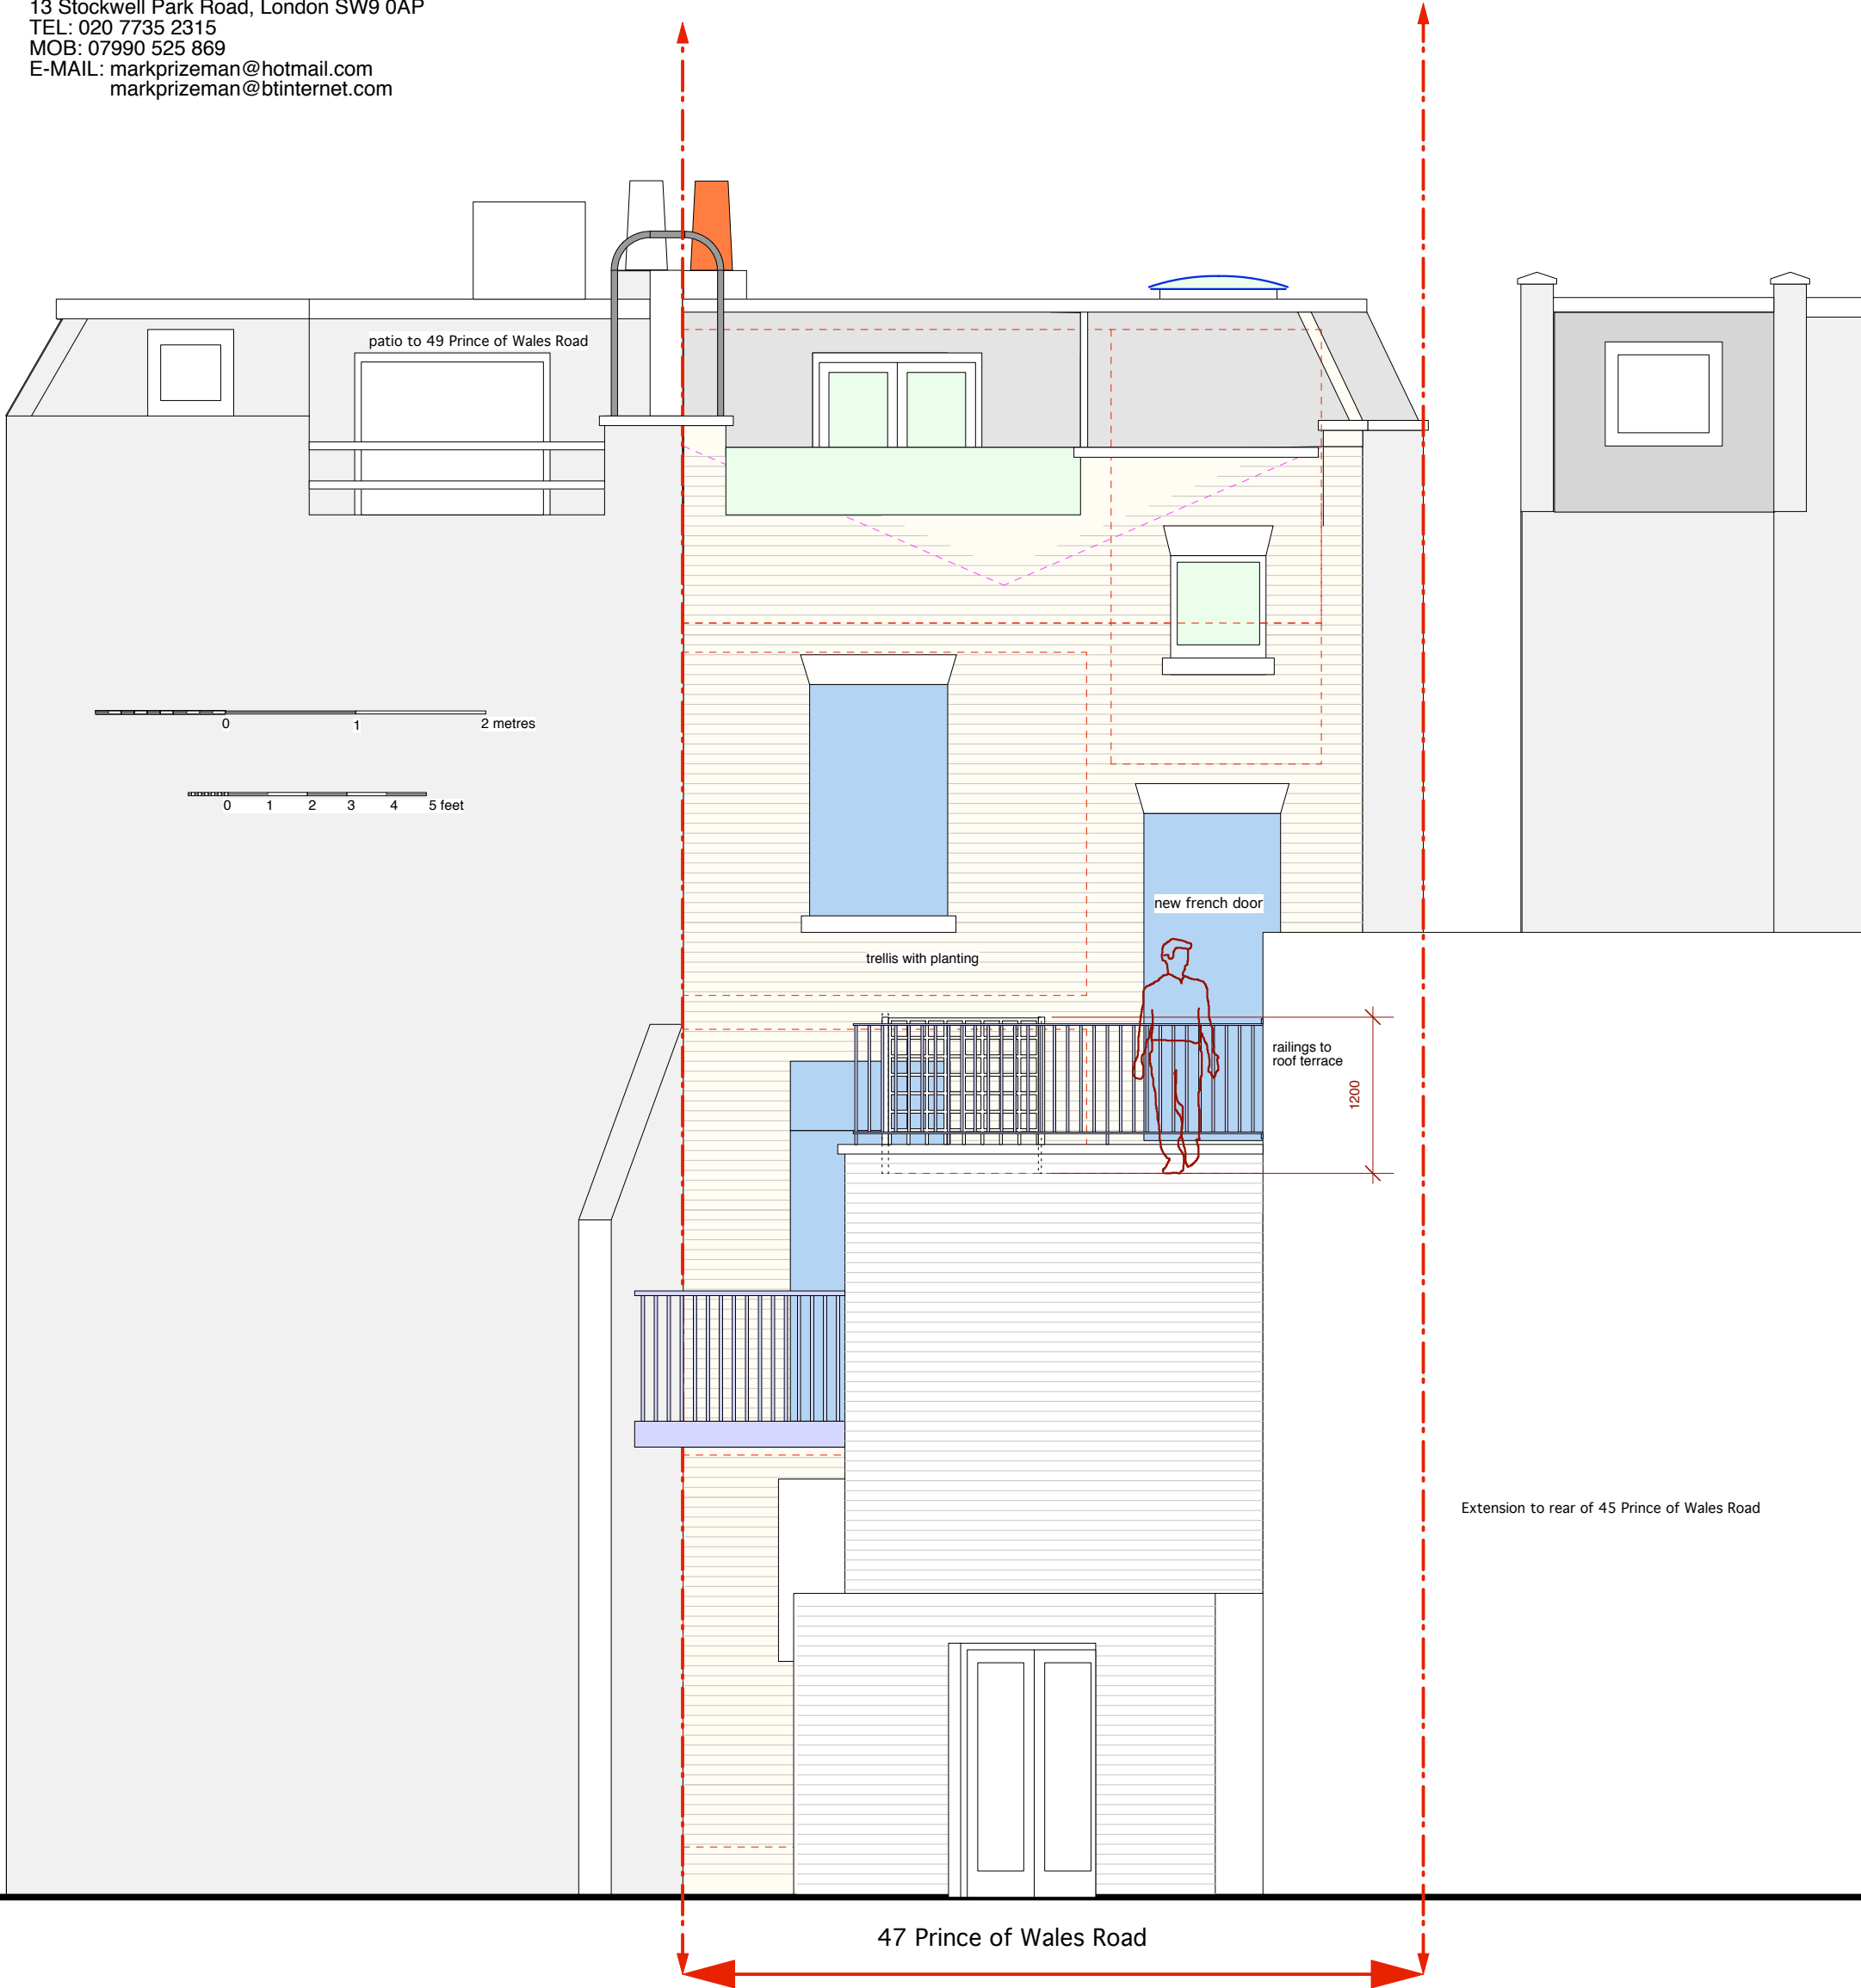 13 Stockwell Park Road, London SW9 0AP
TEL: 020 7735 2315
MOB: 07990 525 869
E-MAIL: markprizeman@hotmail.com
markprizeman@btinternet.com
patio to 49 Prince of Wales Road
0 1 2 metres
0 1 2 3 4 5 feet
new french door
trellis with planting
railings to
roof terrace
1200
Extension to rear of 45 Prince of Wales Road
47 Prince of Wales Road